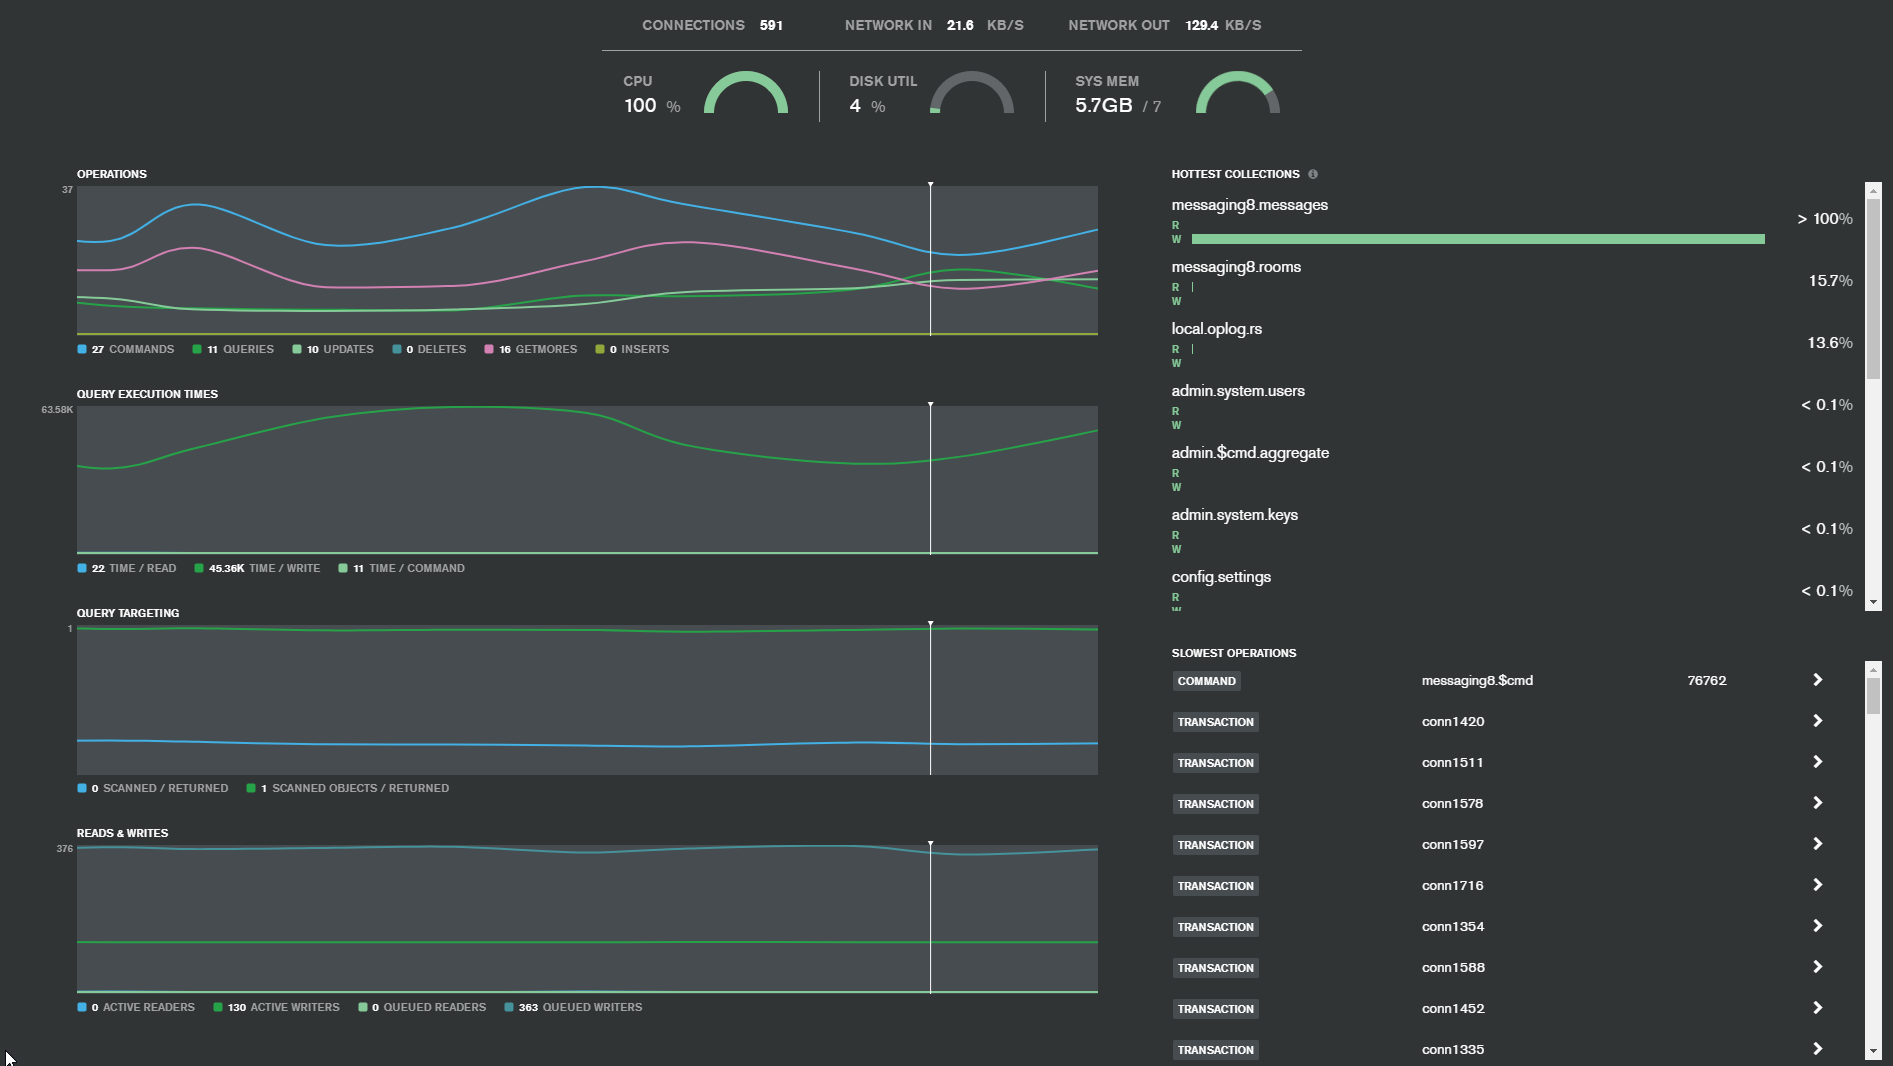 CONNECTIONS 591 NETWORK IN 21.6 KB/S NETWORK OUT 129.4 KB/S
CPU DISK UTIL SYS MEM
100 % 4 % 5.7GB / 7
OPERATIONS
37
27 COMMANDS 11 QUERIES 10 UPDATES 0 DELETES 16 GETMORES 0 INSERTS
QUERY EXECUTION TIMES
63.58K
22 TIME / READ 45.36K TIME / WRITE 11 TIME / COMMAND
QUERY TARGETING
1
0 SCANNED / RETURNED 1 SCANNED OBJECTS / RETURNED
READS & WRITES
376
0 ACTIVE READERS 130 ACTIVE WRITERS 0 QUEUED READERS 363 QUEUED WRITERS
HOTTEST COLLECTIONS i
messaging8.messages
R
W
> 100%
messaging8.rooms
R
W
15.7%
local.oplog.rs
R
W
13.6%
admin.system.users
R
W
< 0.1%
admin.$cmd.aggregate
R
W
< 0.1%
admin.system.keys
R
W
< 0.1%
config.settings
R
W
< 0.1%
SLOWEST OPERATIONS
COMMAND messaging8.$cmd 76762
TRANSACTION conn1420
TRANSACTION conn1511
TRANSACTION conn1578
TRANSACTION conn1597
TRANSACTION conn1716
TRANSACTION conn1354
TRANSACTION conn1588
TRANSACTION conn1452
TRANSACTION conn1335